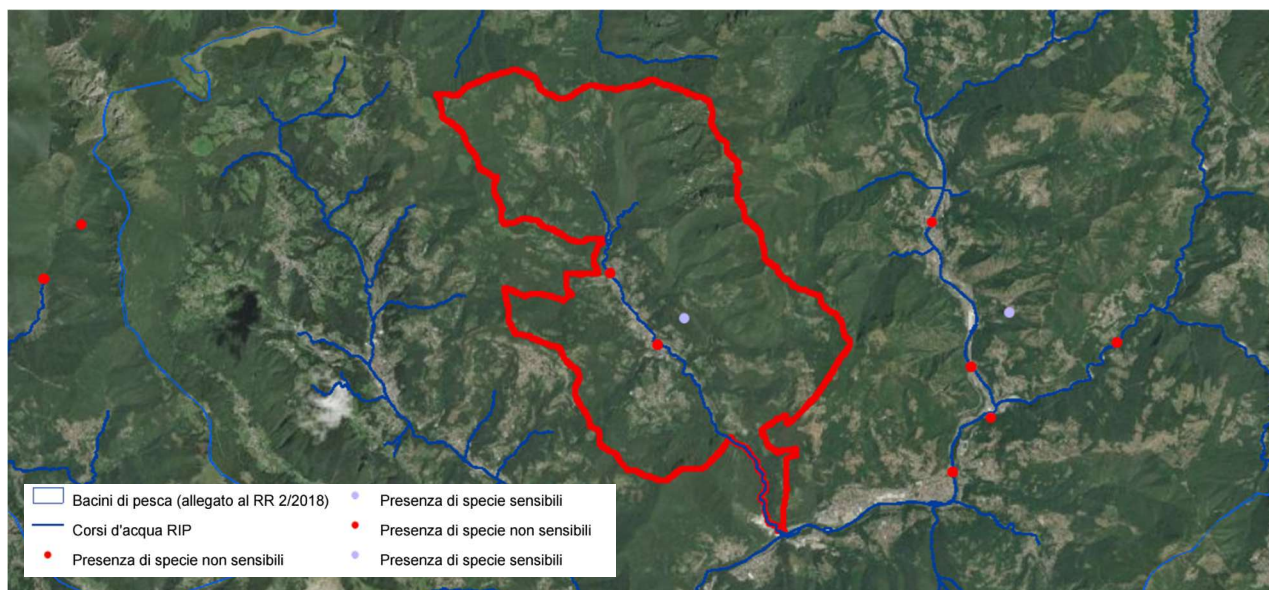 Bacini di pesca (allegato al RR 2/2018)
Corsi d'acqua RIP
Presenza di specie non sensibili
Presenza di specie sensibili
Presenza di specie non sensibili
Presenza di specie sensibili